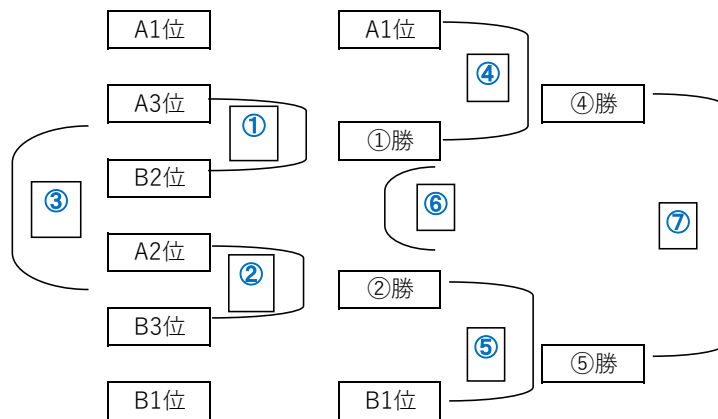 A1位
A3位
①
B2位
③
A2位
②
B3位
B1位
A1位
④
①勝
⑥
②勝
⑤
B1位
④勝
⑦
⑤勝